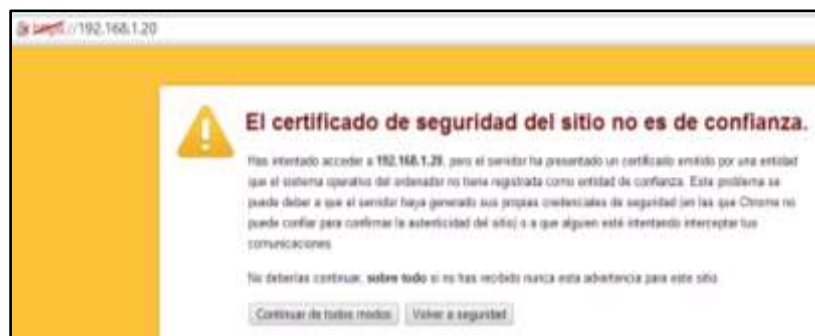 https://192.168.1.20
El certificado de seguridad del sitio no es de confianza.
Has intentado acceder a 192.168.1.20, pero el servidor ha presentado un certificado emitido por una entidad
que el sistema operativo del ordenador no tiene registrada como entidad de confianza. Este problema se
puede deber a que el servidor haya generado sus propias credenciales de seguridad (en las que Chrome no
puede confiar para confirmar la autenticidad del sitio) o a que alguien esté intentando interceptar tus
comunicaciones.
No deberías continuar, sobre todo si no has recibido nunca esta advertencia para este sitio.
Continuar de todos modos
Volver a seguridad